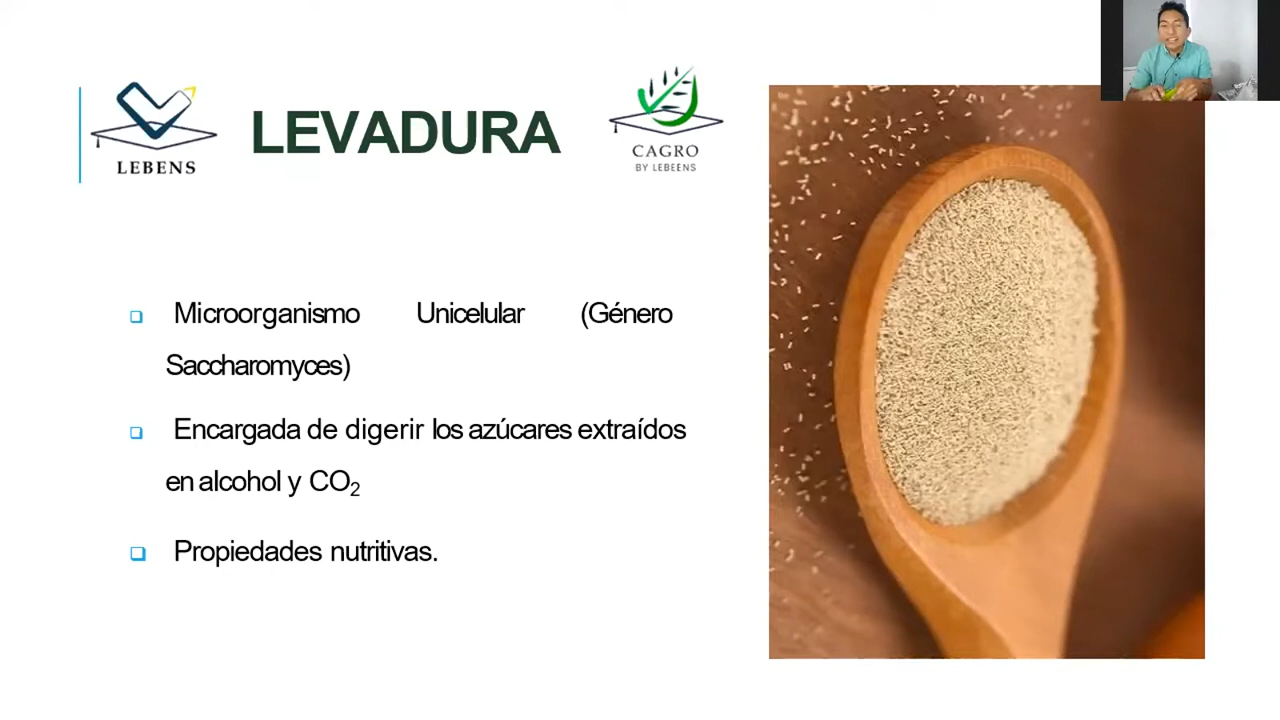 LEBENS
LEVADURA
CAGRO
BY LEBEENS
❑ Microorganismo Unicelular (Género
Saccharomyces)
❑ Encargada de digerir los azúcares extraídos
en alcohol y CO₂
❑ Propiedades nutritivas.